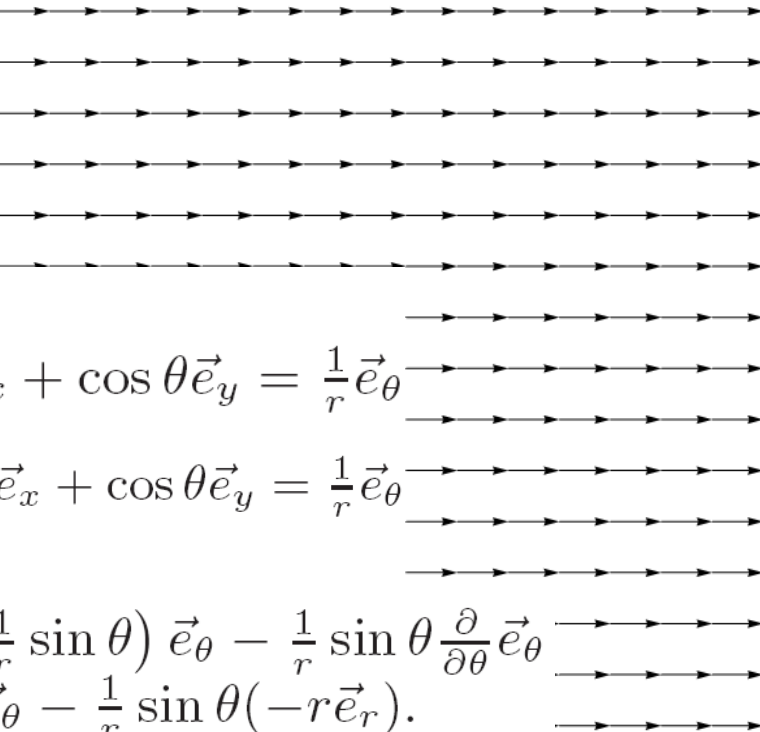 + cos θe⃗_y = 1/r e⃗_θ
e⃗_x + cos θe⃗_y = 1/r e⃗_θ
1/r sin θ) e⃗_θ − 1/r sin θ ∂/∂θ e⃗_θ
θ − 1/r sin θ(−re⃗_r).